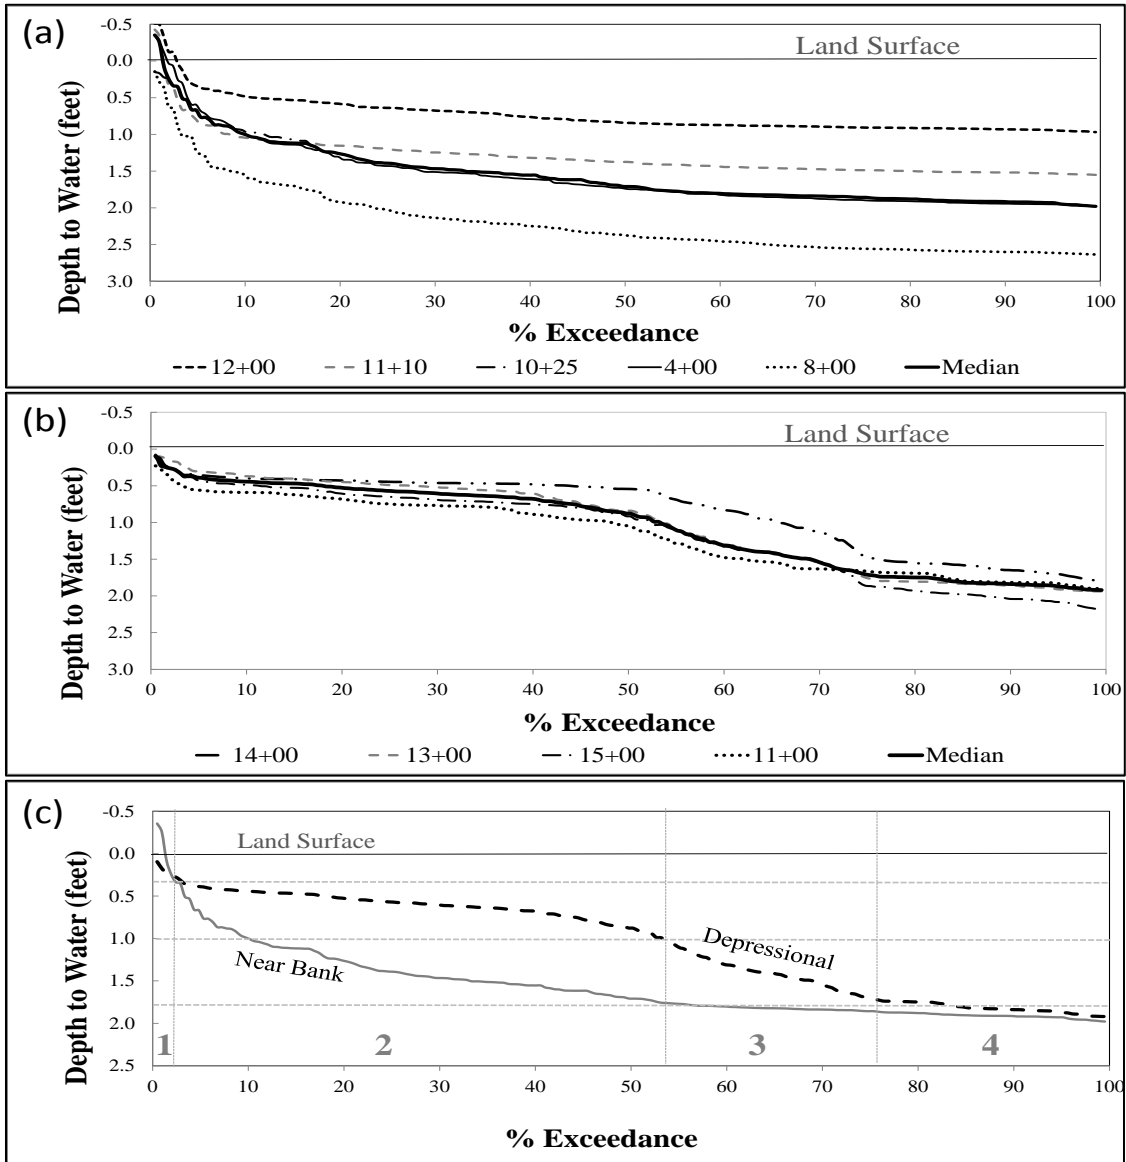 (a)
-0.5
0.0
0.5
1.0
1.5
2.0
2.5
3.0
Depth to Water (feet)
Land Surface
0 10 20 30 40 50 60 70 80 90 100
% Exceedance
12+00 11+10 10+25 4+00 8+00 Median
(b)
-0.5
0.0
0.5
1.0
1.5
2.0
2.5
3.0
Depth to Water (feet)
Land Surface
0 10 20 30 40 50 60 70 80 90 100
% Exceedance
14+00 13+00 15+00 11+00 Median
(c)
-0.5
0.0
0.5
1.0
1.5
2.0
2.5
Depth to Water (feet)
Land Surface
Depressional
Near Bank
1 2 3 4
0 10 20 30 40 50 60 70 80 90 100
% Exceedance